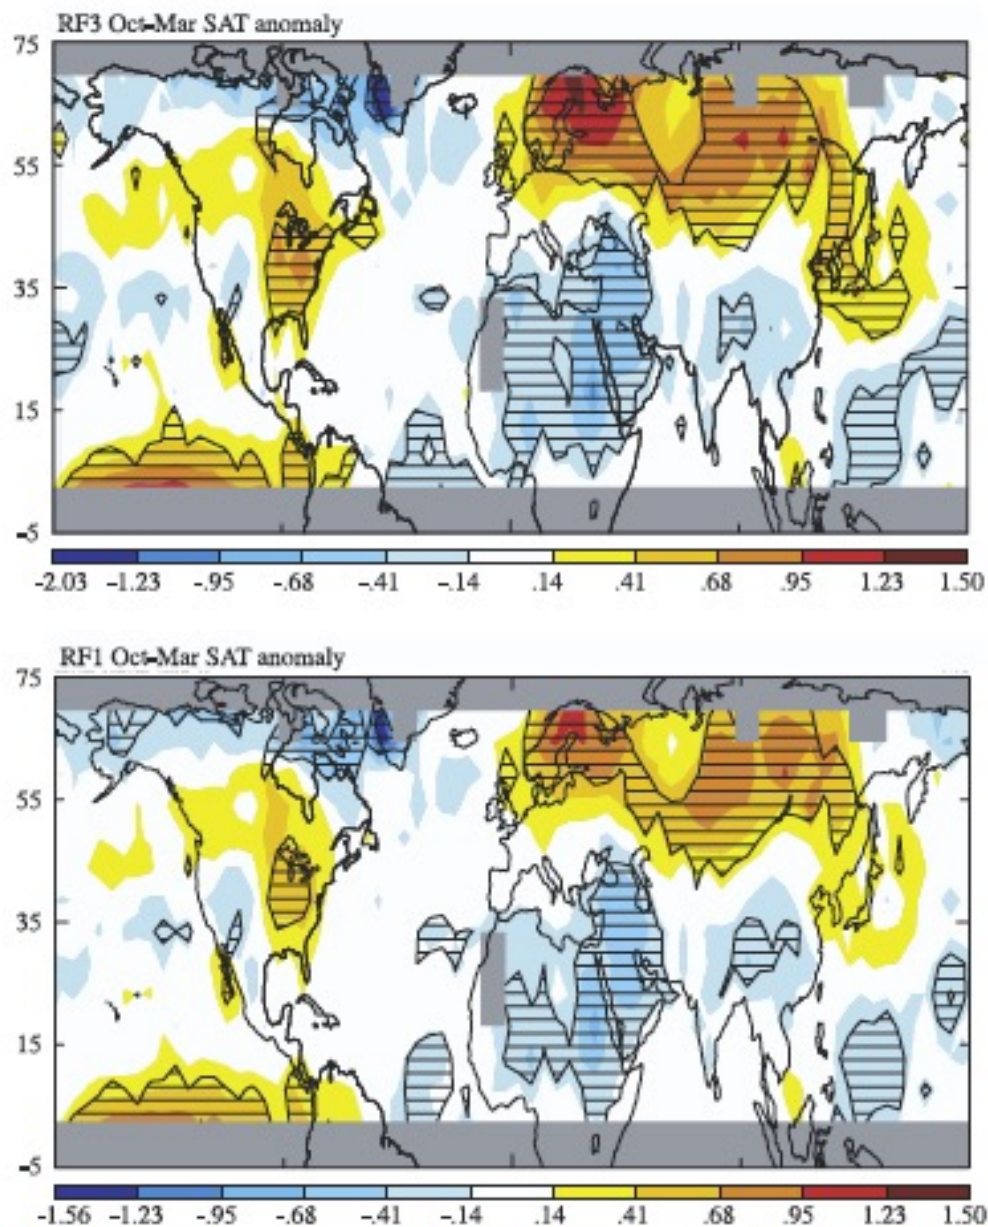 RF3 Oct-Mar SAT anomaly
75
55
35
15
-5
-2.03 -1.23 -.95 -.68 -.41 -.14 .14 .41 .68 .95 1.23 1.50
RF1 Oct-Mar SAT anomaly
75
55
35
15
-5
-1.56 -1.23 -.95 -.68 -.41 -.14 .14 .41 .68 .95 1.23 1.50